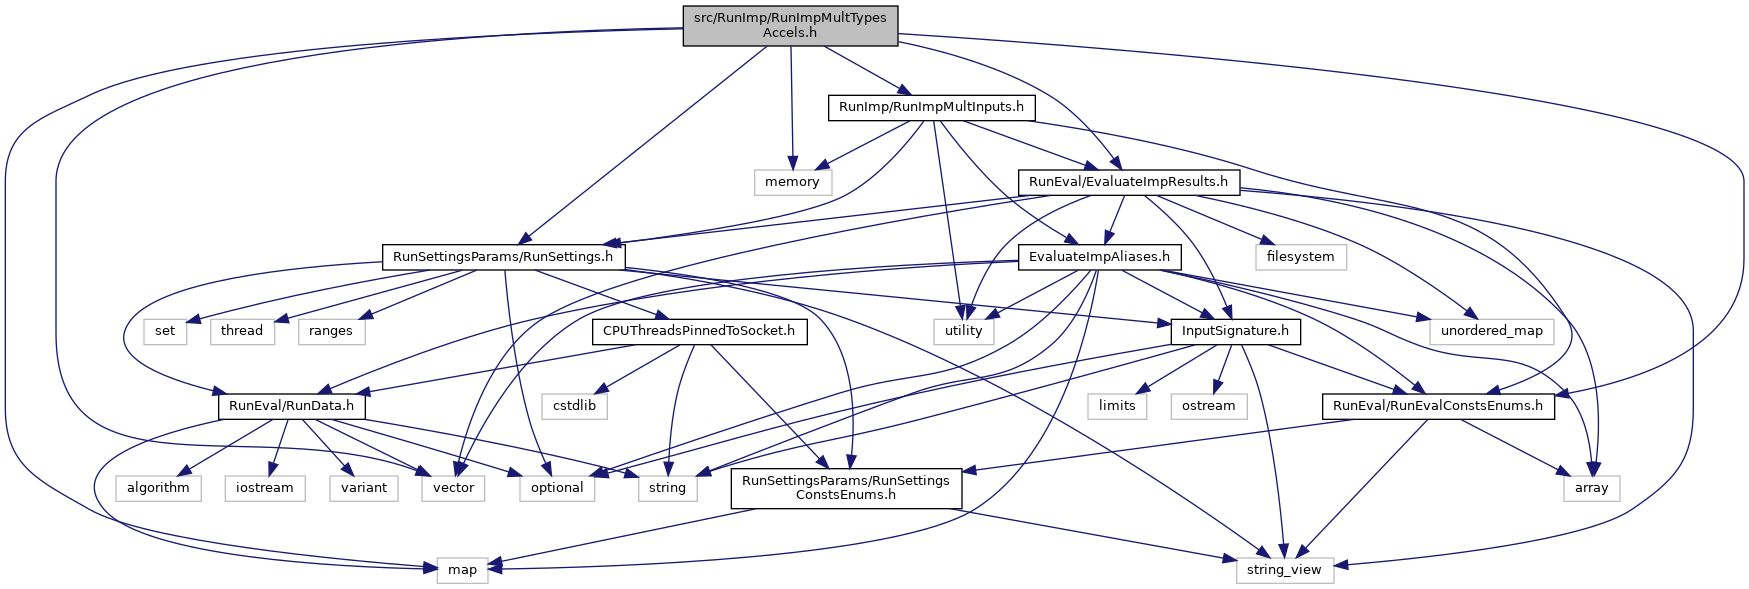 src/RunImp/RunImpMultTypes
Accels.h
RunImp/RunImpMultInputs.h
memory
RunEval/EvaluateImpResults.h
RunSettingsParams/RunSettings.h
EvaluateImpAliases.h
filesystem
set
thread
ranges
CPUThreadsPinnedToSocket.h
utility
InputSignature.h
unordered_map
RunEval/RunData.h
cstdlib
limits
ostream
RunEval/RunEvalConstsEnums.h
algorithm
iostream
variant
vector
optional
string
RunSettingsParams/RunSettings
ConstsEnums.h
array
map
string_view